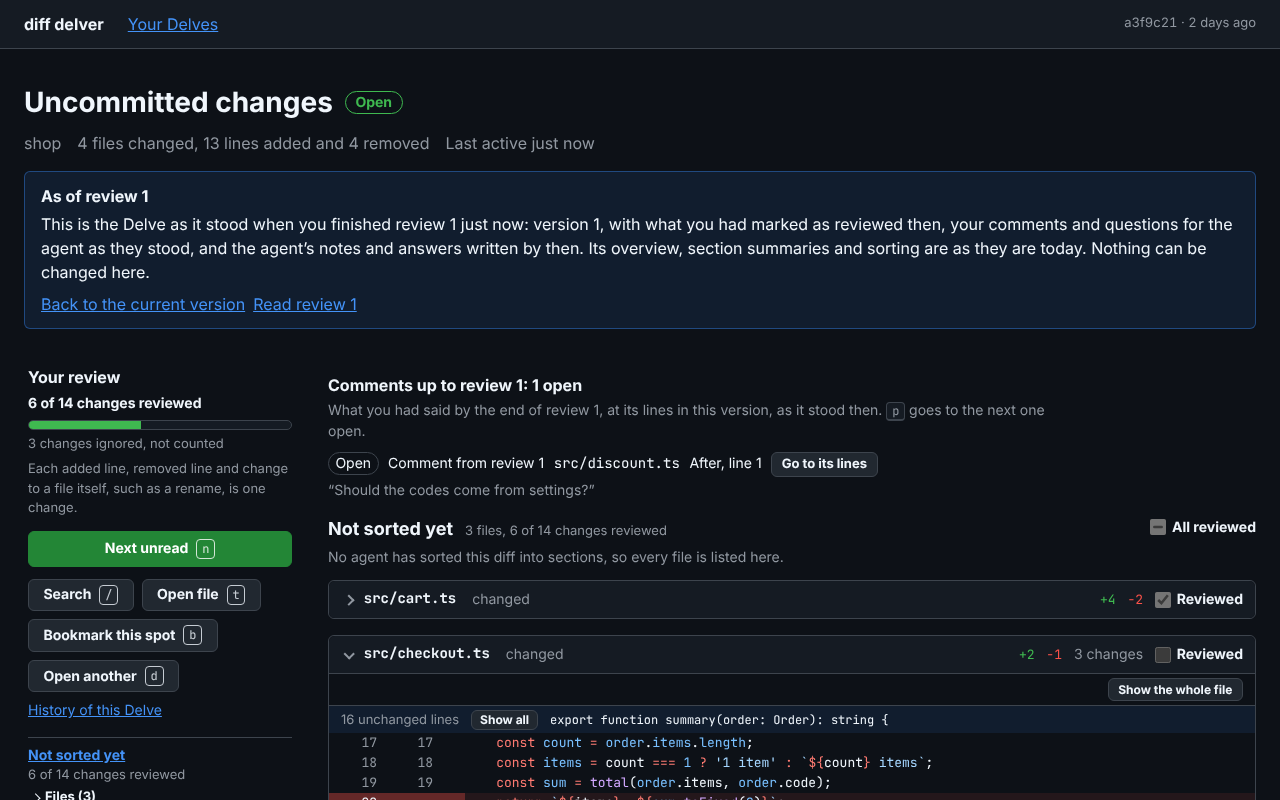 diff delver Your Delves a3f9c21 · 2 days ago
Uncommitted changes Open
shop 4 files changed, 13 lines added and 4 removed Last active just now
As of review 1
This is the Delve as it stood when you finished review 1 just now: version 1, with what you had marked as reviewed then, your comments and questions for the
agent as they stood, and the agent’s notes and answers written by then. Its overview, section summaries and sorting are as they are today. Nothing can be
changed here.
Back to the current version Read review 1
Your review
6 of 14 changes reviewed
3 changes ignored, not counted
Each added line, removed line and change
to a file itself, such as a rename, is one
change.
Next unread n
Search / Open file t
Bookmark this spot b
Open another d
History of this Delve
Not sorted yet
6 of 14 changes reviewed
Files (3)
Comments up to review 1: 1 open
What you had said by the end of review 1, at its lines in this version, as it stood then. p goes to the next one
open.
Open Comment from review 1 src/discount.ts After, line 1 Go to its lines
“Should the codes come from settings?”
Not sorted yet 3 files, 6 of 14 changes reviewed All reviewed
No agent has sorted this diff into sections, so every file is listed here.
src/cart.ts changed +4 -2 Reviewed
src/checkout.ts changed +2 -1 3 changes Reviewed
Show the whole file
16 unchanged lines Show all export function summary(order: Order): string {
17 17 const count = order.items.length;
18 18 const items = count === 1 ? '1 item' : `${count} items`;
19 19 const sum = total(order.items, order.code);